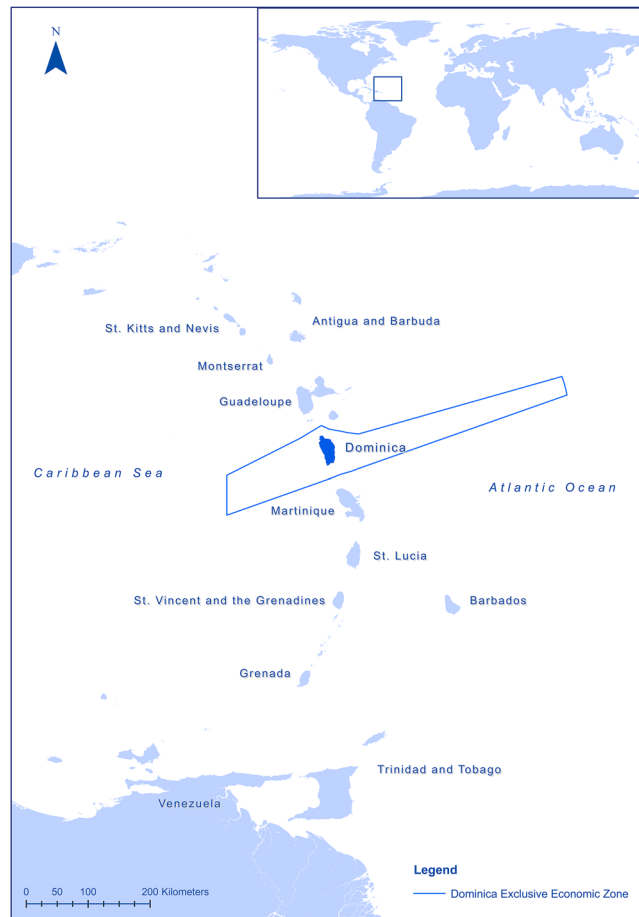 N
St. Kitts and Nevis
Antigua and Barbuda
Montserrat
Guadeloupe
Dominica
Caribbean Sea
Atlantic Ocean
Martinique
St. Lucia
St. Vincent and the Grenadines
Barbados
Grenada
Trinidad and Tobago
Venezuela
Legend
0 50 100 200 Kilometers
Dominica Exclusive Economic Zone